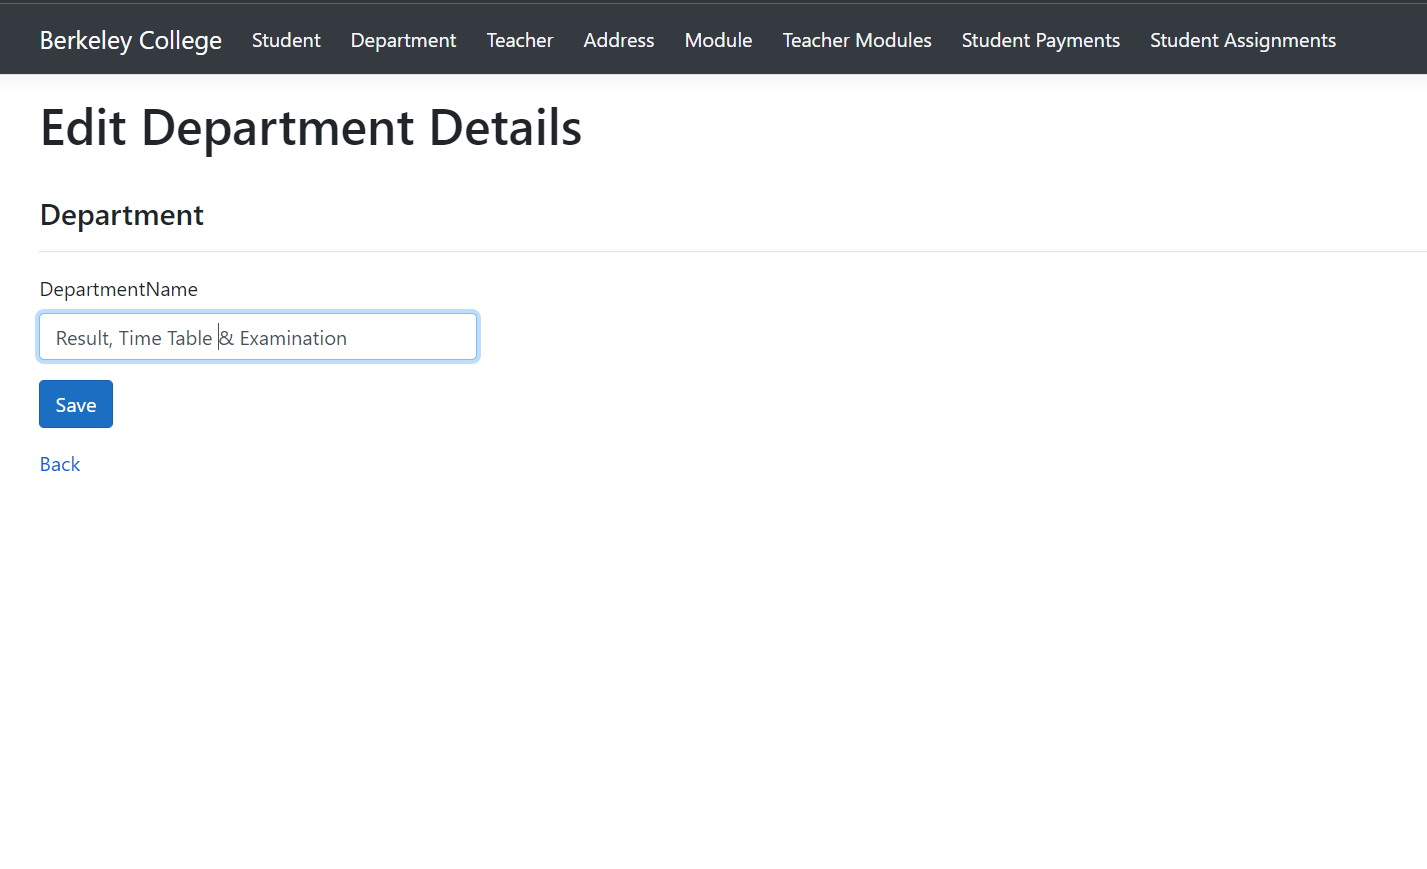 Berkeley College Student Department Teacher Address Module Teacher Modules Student Payments Student Assignments
Edit Department Details
Department
DepartmentName
Result, Time Table & Examination
Save
Back